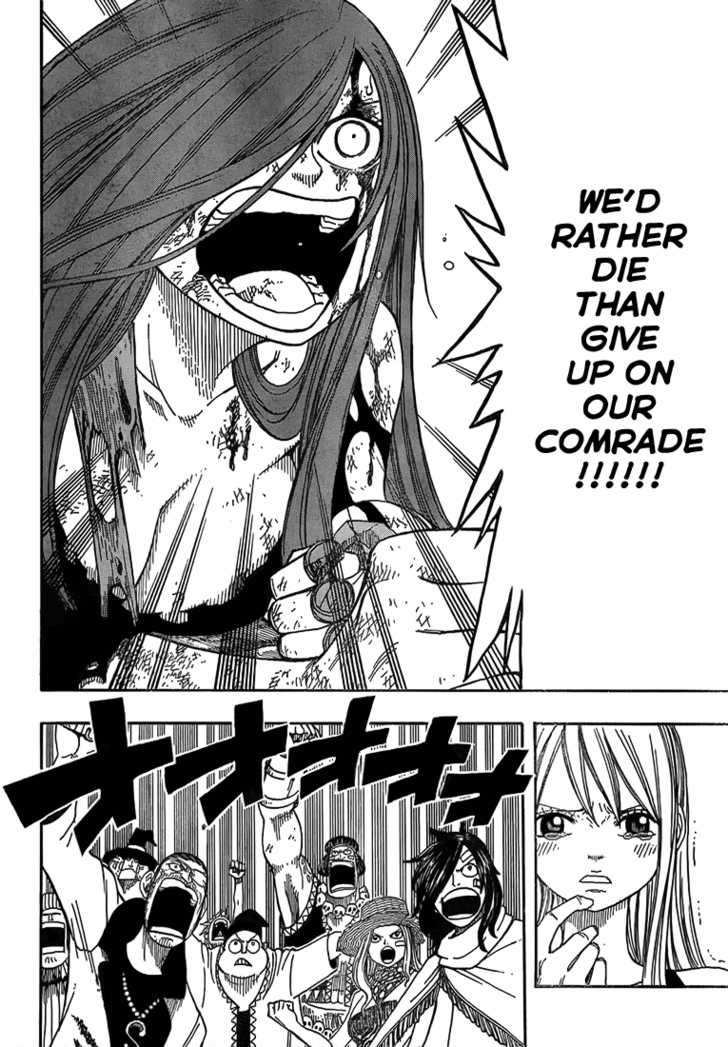 WE'D
RATHER
DIE
THAN
GIVE
UP ON
OUR
COMRADE
!!!!!!
オオオオオ